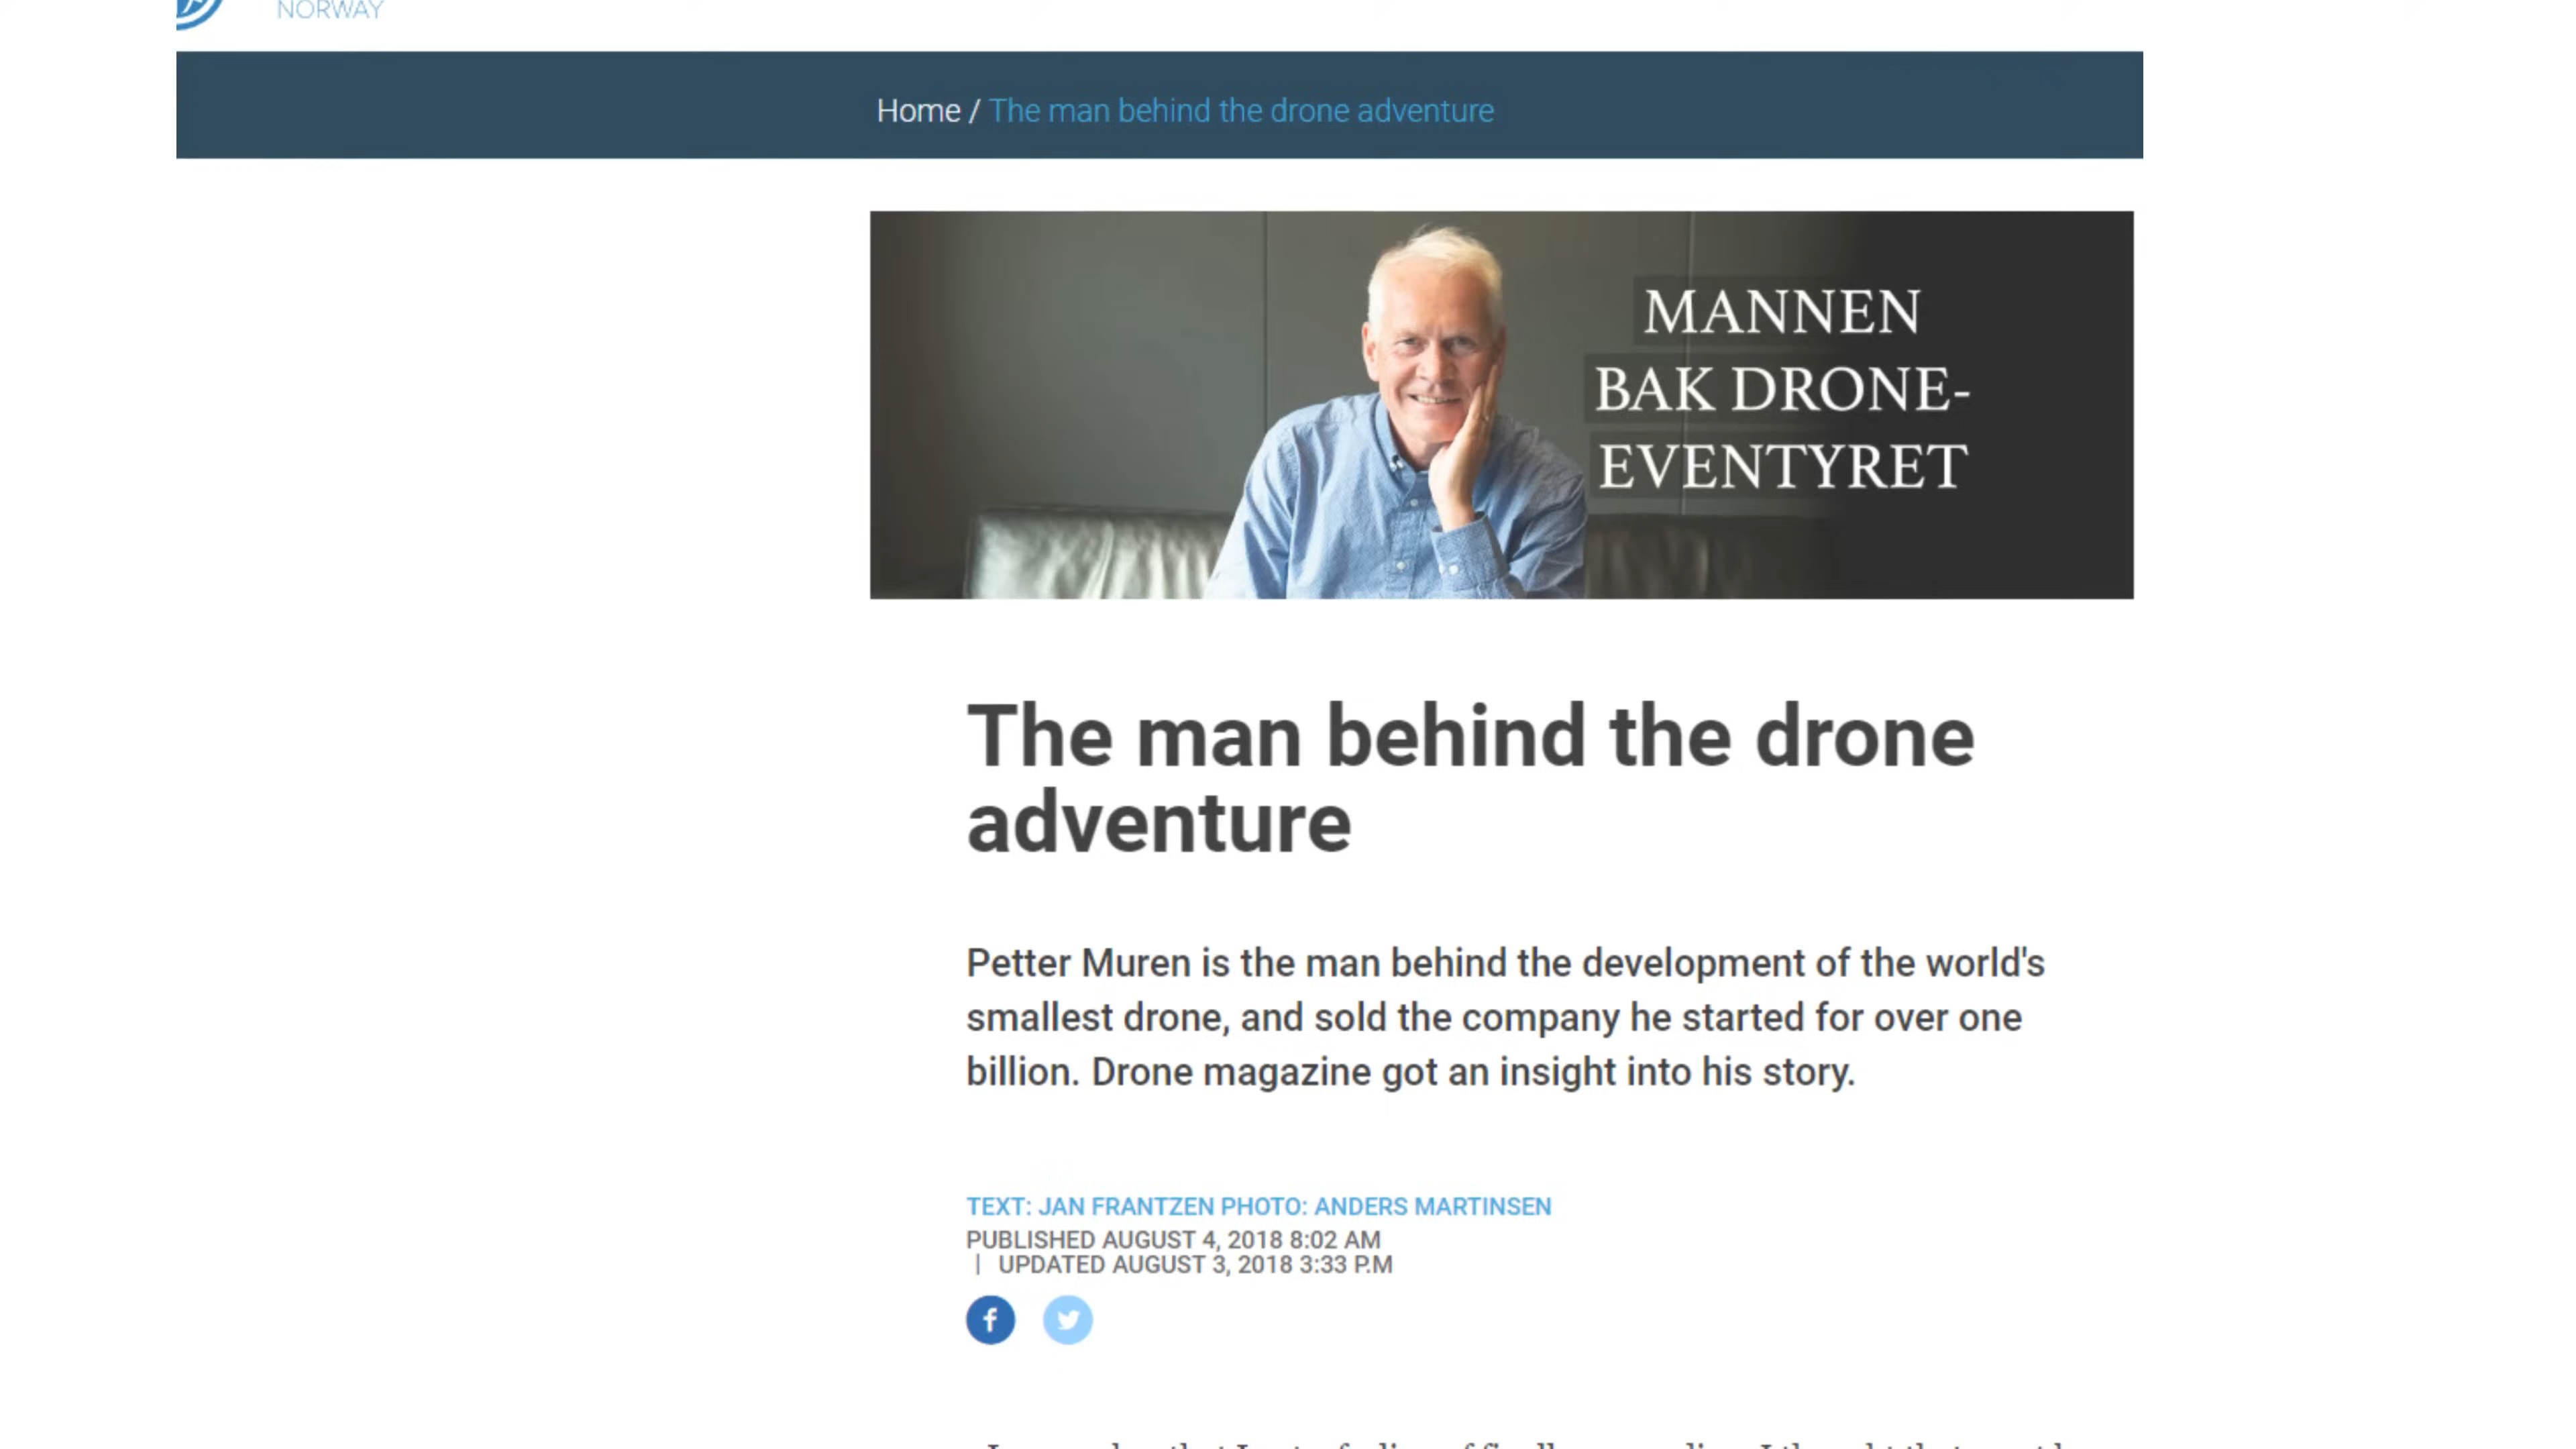 NORWAY
Home / The man behind the drone adventure
MANNEN
BAK DRONE-
EVENTYRET
The man behind the drone
adventure
Petter Muren is the man behind the development of the world's
smallest drone, and sold the company he started for over one
billion. Drone magazine got an insight into his story.
TEXT: JAN FRANTZEN PHOTO: ANDERS MARTINSEN
PUBLISHED AUGUST 4, 2018 8:02 AM
| UPDATED AUGUST 3, 2018 3:33 P.M